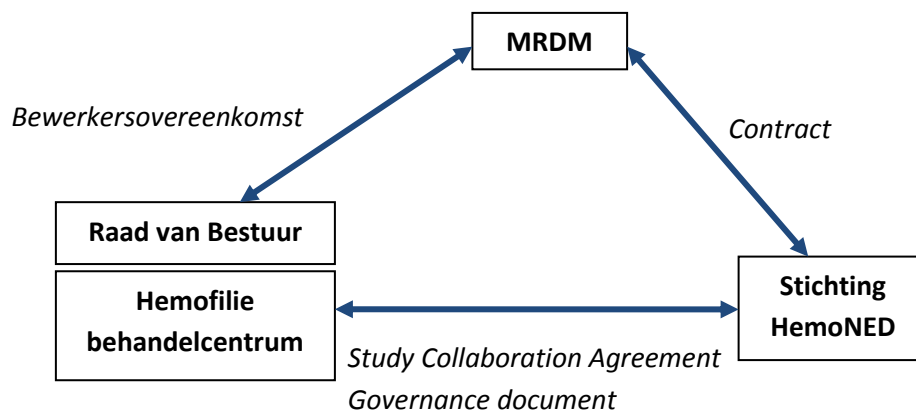 MRDM
Bewerkersovereenkomst
Contract
Raad van Bestuur
Hemofilie
behandelcentrum
Stichting
HemoNED
Study Collaboration Agreement
Governance document